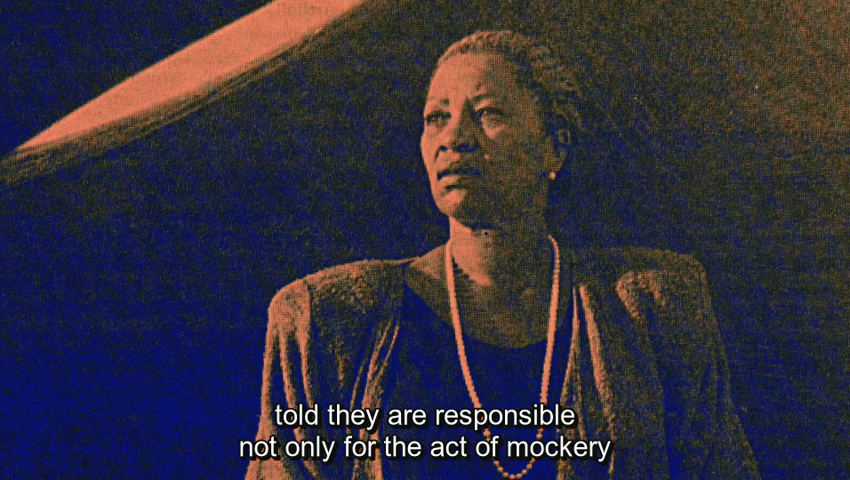 told they are responsible
not only for the act of mockery